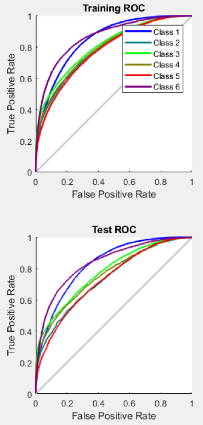 Training ROC
1
0.8
0.6
0.4
0.2
0
True Positive Rate
Class 1
Class 2
Class 3
Class 4
Class 5
Class 6
0 0.2 0.4 0.6 0.8 1
False Positive Rate
Test ROC
1
0.8
0.6
0.4
0.2
0
True Positive Rate
0 0.2 0.4 0.6 0.8 1
False Positive Rate